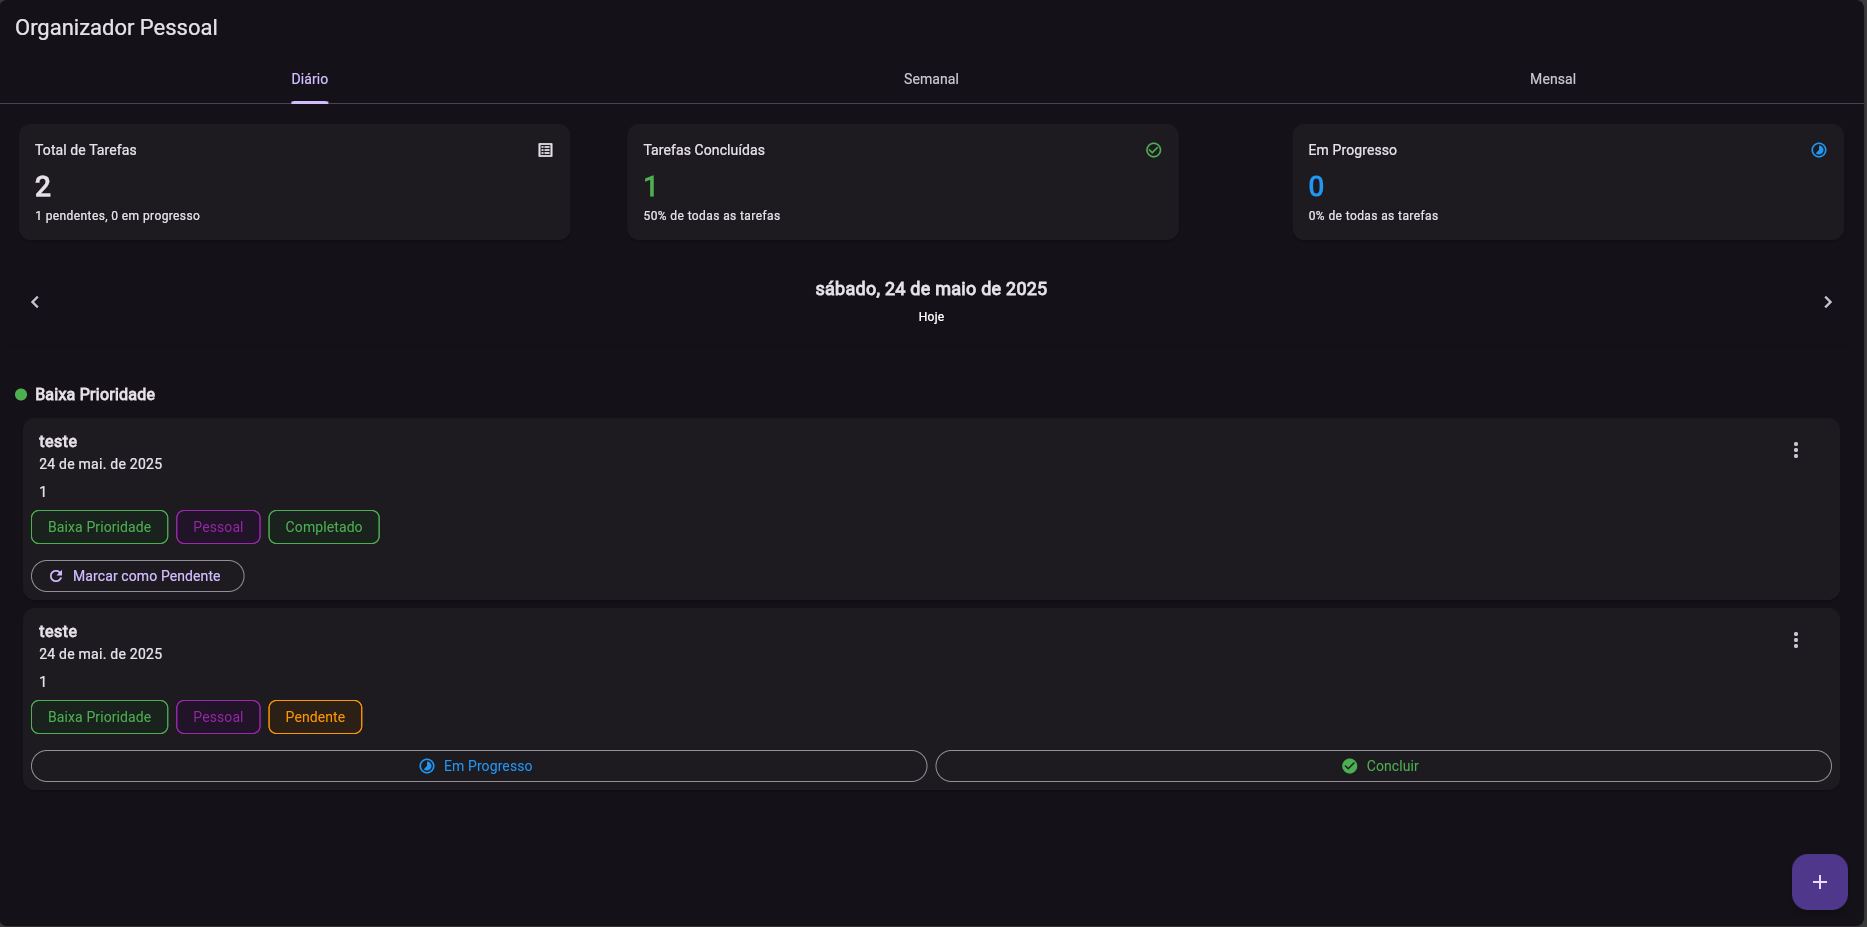 Organizador Pessoal
Diário
Semanal
Mensal
Total de Tarefas
2
1 pendentes, 0 em progresso
Tarefas Concluídas
1
50% de todas as tarefas
Em Progresso
0
0% de todas as tarefas
sábado, 24 de maio de 2025
Hoje
Baixa Prioridade
teste
24 de mai. de 2025
1
Baixa Prioridade
Pessoal
Completado
Marcar como Pendente
teste
24 de mai. de 2025
1
Baixa Prioridade
Pessoal
Pendente
Em Progresso
Concluir